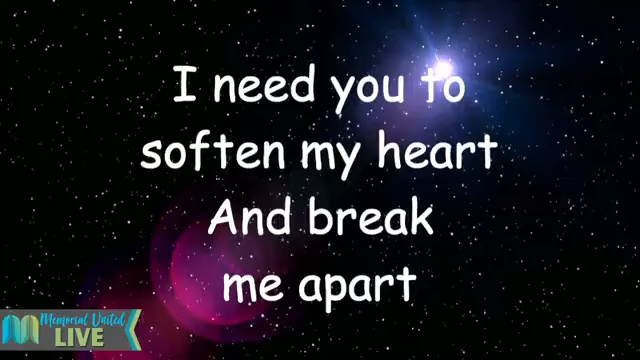 I need you to
soften my heart
And break
me apart
Memorial United
LIVE